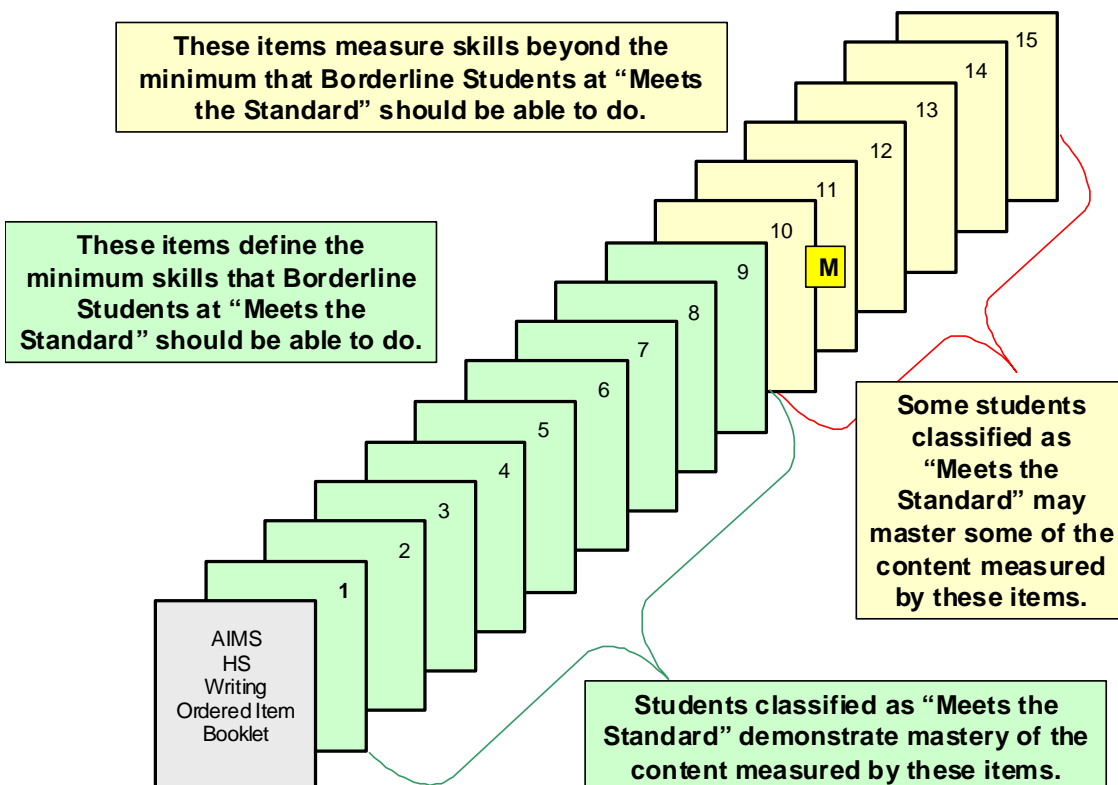 These items measure skills beyond the
minimum that Borderline Students at “Meets
the Standard” should be able to do.
15
14
13
12
11
10
M
9
8
7
6
5
4
3
2
1
These items define the
minimum skills that Borderline
Students at “Meets the
Standard” should be able to do.
Some students
classified as
“Meets the
Standard” may
master some of the
content measured
by these items.
AIMS
HS
Writing
Ordered Item
Booklet
Students classified as “Meets the
Standard” demonstrate mastery of the
content measured by these items.